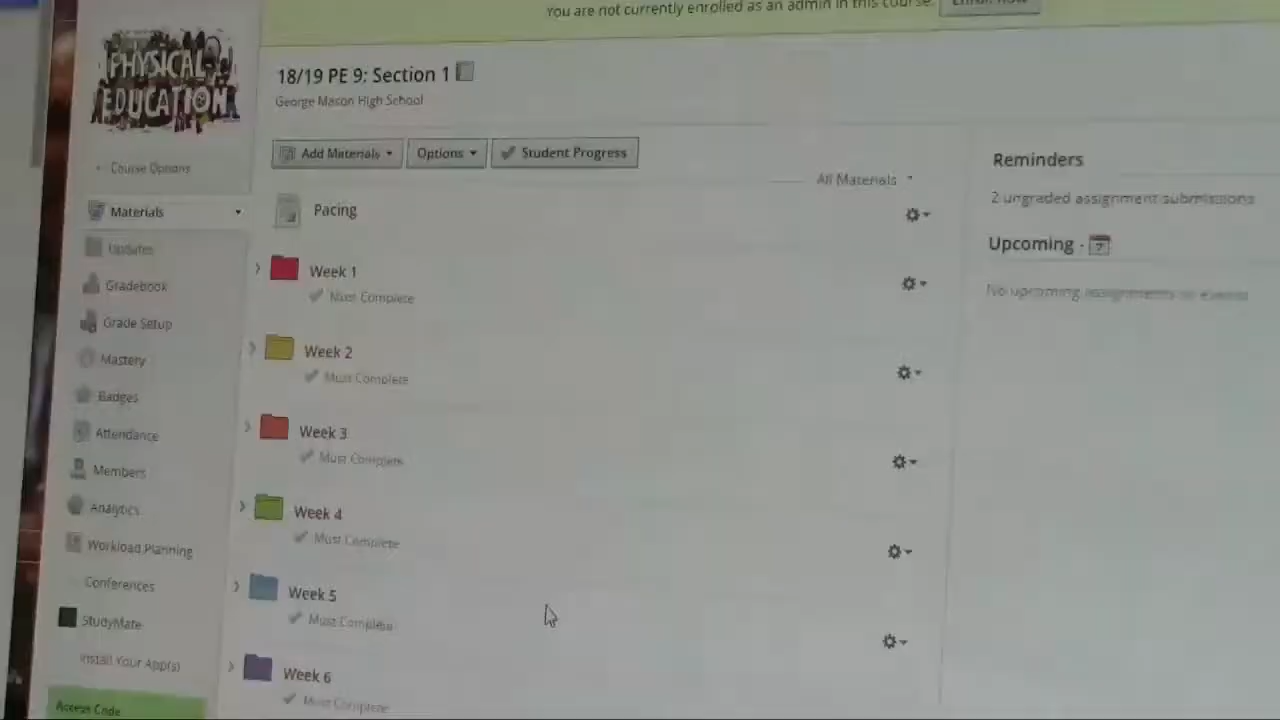 You are not currently enrolled as an admin in this course.
Enroll Now
PHYSICAL
EDUCATION
18/19 PE 9: Section 1
George Mason High School
Course Options
Add Materials
Options
Student Progress
All Materials
Materials
Updates
Gradebook
Grade Setup
Mastery
Badges
Attendance
Members
Analytics
Workload Planning
Conferences
StudyMate
Install Your App(s)
Access Code
Pacing
Week 1
Must Complete
Week 2
Must Complete
Week 3
Must Complete
Week 4
Must Complete
Week 5
Must Complete
Week 6
Must Complete
Reminders
2 ungraded assignment submissions
Upcoming ·
7
No upcoming assignments or events